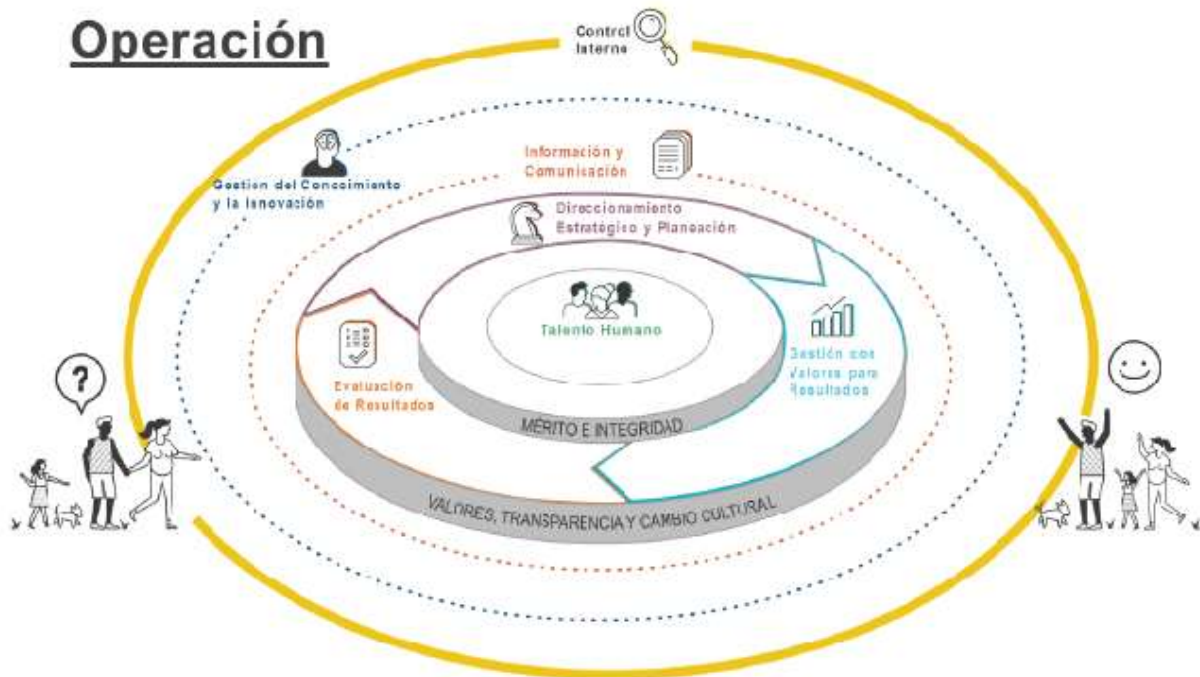 Operación
Control
Interno
Información y
Comunicación
Gestión del Conocimiento
y la Innovación
Direccionamiento
Estratégico y Planeación
Talento Humano
Gestión con
Valores para
Resultados
Evaluación
de Resultados
MÉRITO E INTEGRIDAD
VALORES, TRANSPARENCIA Y CAMBIO CULTURAL
?